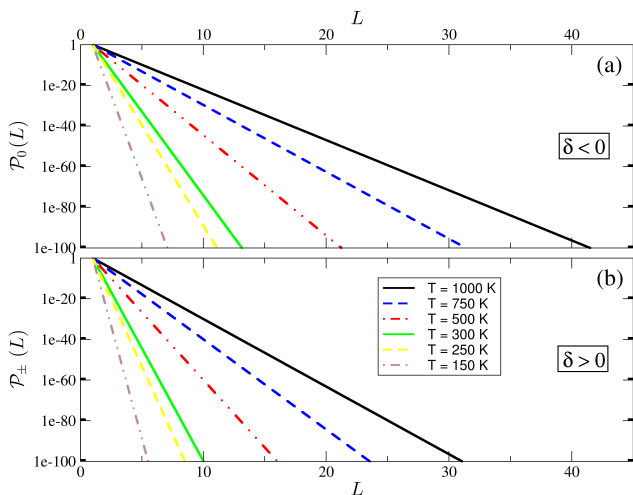 L
0 10 20 30 40
1
1e-20
1e-40
1e-60
1e-80
1e-100
𝒫₀(L)
(a)
δ < 0
1
1e-20
1e-40
1e-60
1e-80
1e-100
𝒫±(L)
(b)
T = 1000 K
T = 750 K
T = 500 K
T = 300 K
T = 250 K
T = 150 K
δ > 0
0 10 20 30 40
L